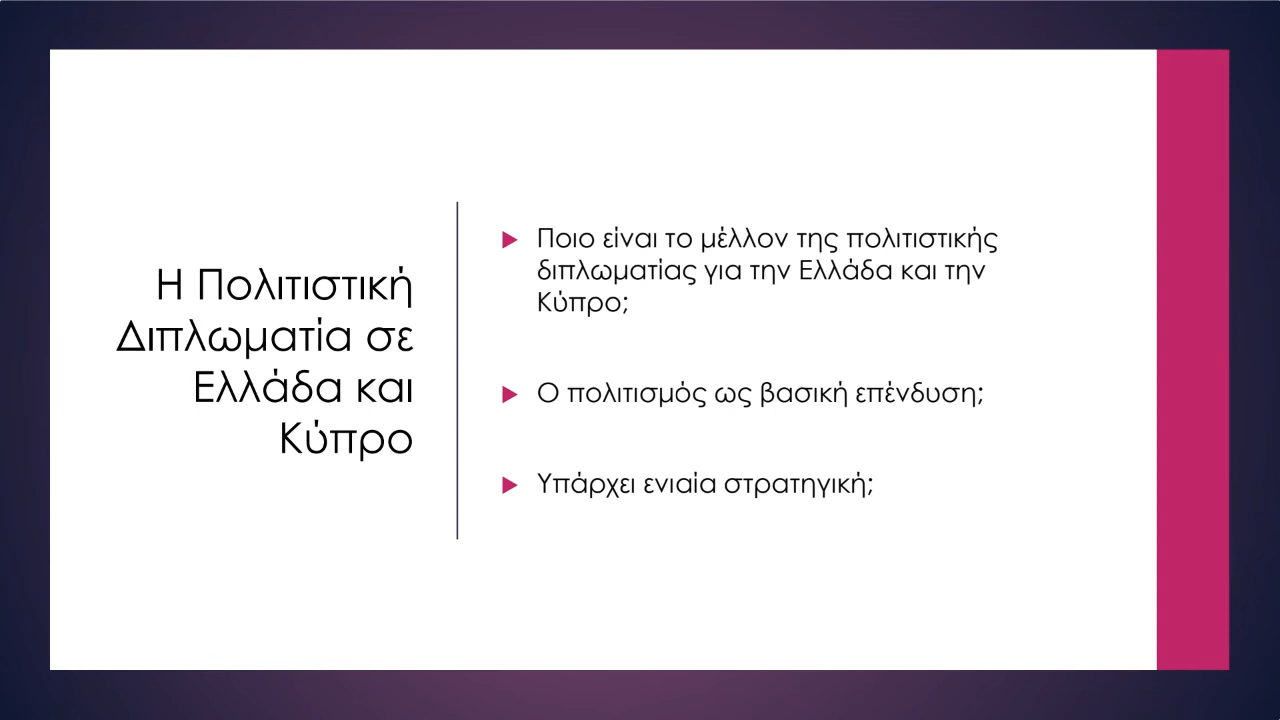 Η Πολιτιστική
Διπλωματία σε
Ελλάδα και
Κύπρο
Ποιο είναι το μέλλον της πολιτιστικής
διπλωματίας για την Ελλάδα και την
Κύπρο;
Ο πολιτισμός ως βασική επένδυση;
Υπάρχει ενιαία στρατηγική;